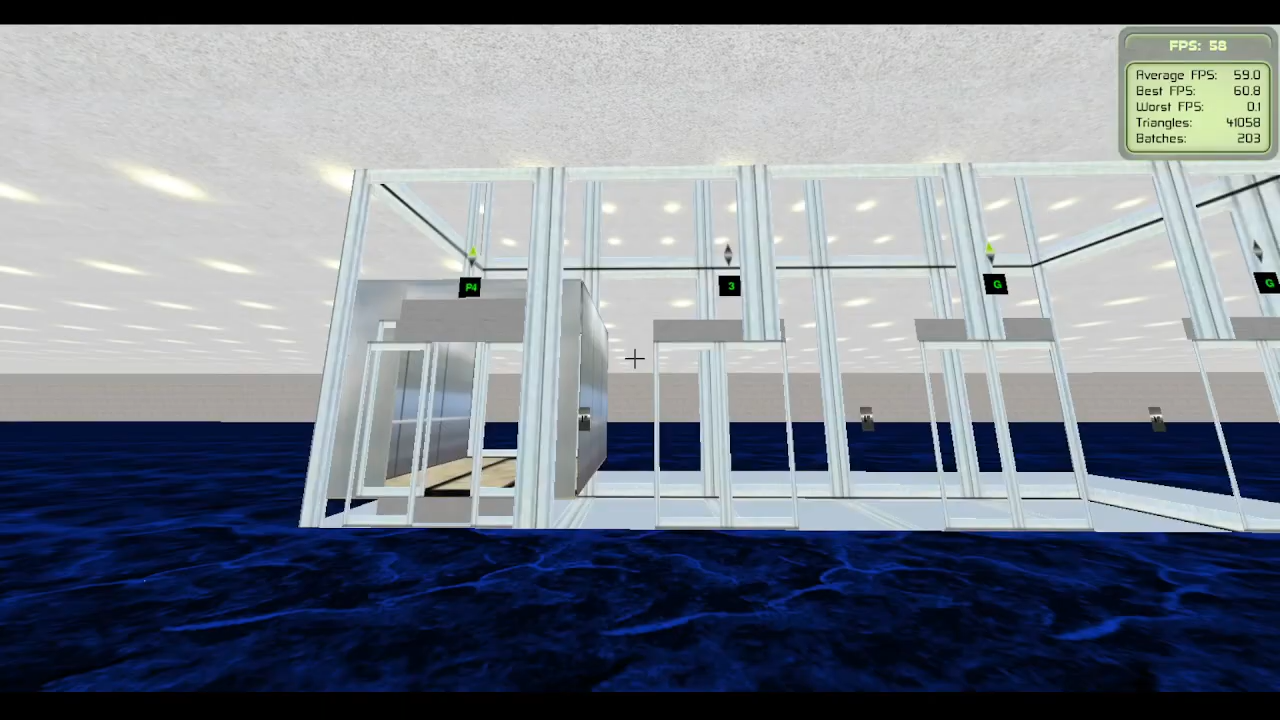 FPS: 58
Average FPS: 59.0
Best FPS: 60.8
Worst FPS: 0.1
Triangles: 41058
Batches: 203
P4
3
G
G